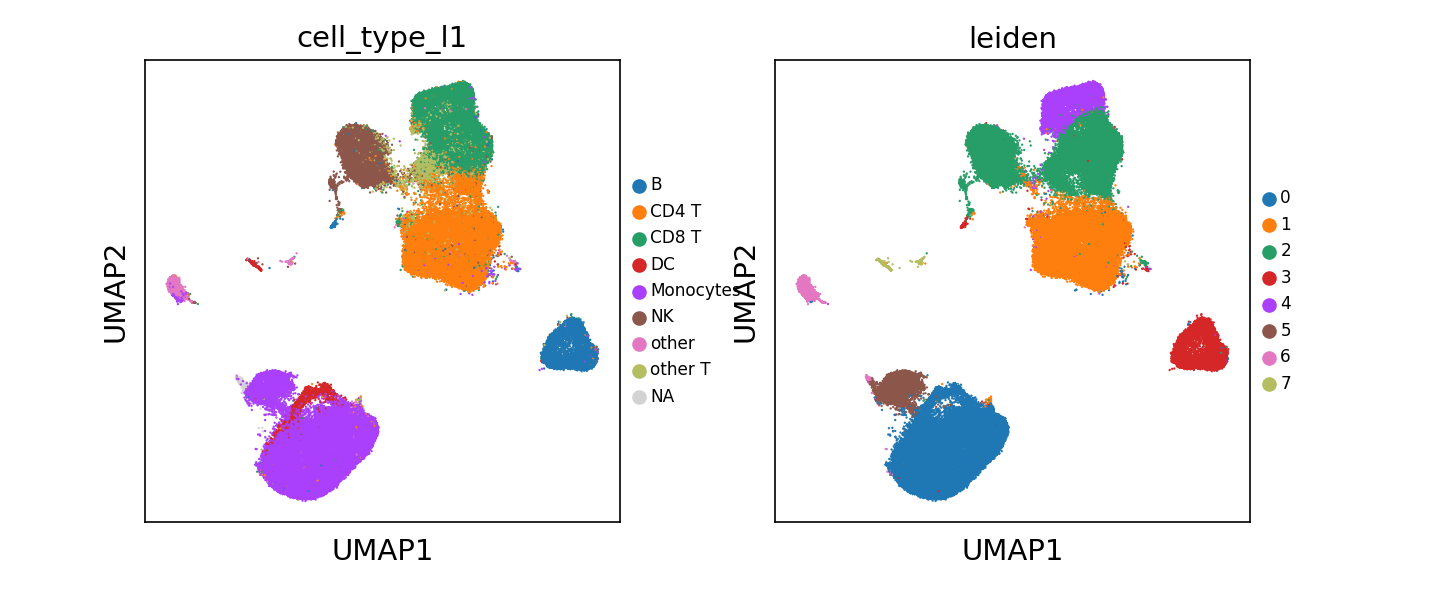 cell_type_l1
UMAP2
UMAP1
B
CD4 T
CD8 T
DC
Monocytes
NK
other
other T
NA
leiden
UMAP2
UMAP1
0
1
2
3
4
5
6
7